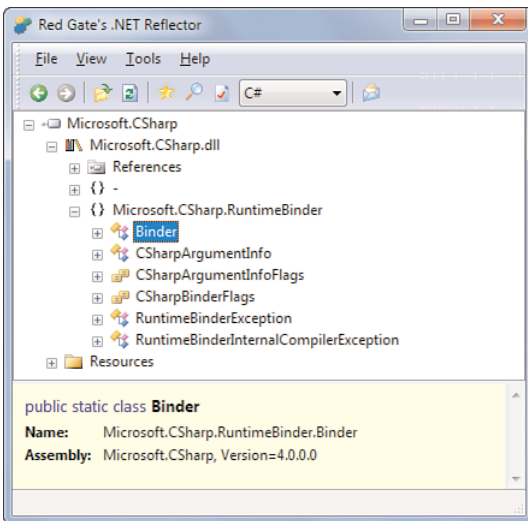 Red Gate's .NET Reflector
File View Tools Help
C#
Microsoft.CSharp
Microsoft.CSharp.dll
References
{} -
{} Microsoft.CSharp.RuntimeBinder
Binder
CSharpArgumentInfo
CSharpArgumentInfoFlags
CSharpBinderFlags
RuntimeBinderException
RuntimeBinderInternalCompilerException
Resources
public static class Binder
Name: Microsoft.CSharp.RuntimeBinder.Binder
Assembly: Microsoft.CSharp, Version=4.0.0.0